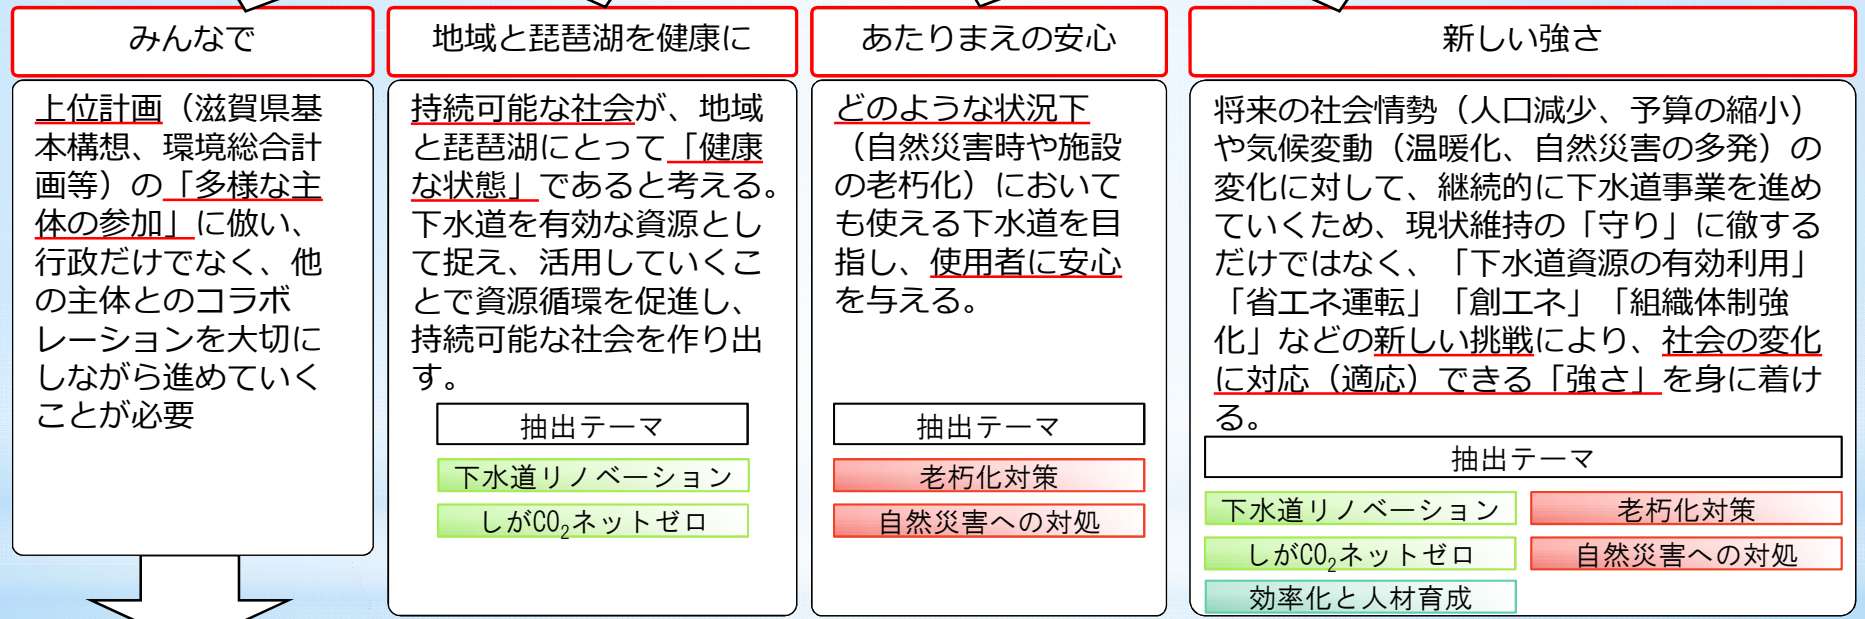 みんなで
上位計画（滋賀県基
本構想、環境総合計
画等）の「多様な主
体の参加」に倣い、
行政だけでなく、他
の主体とのコラボ
レーションを大切に
しながら進めていく
ことが必要
地域と琵琶湖を健康に
持続可能な社会が、地域
と琵琶湖にとって「健康
な状態」であると考える。
下水道を有効な資源とし
て捉え、活用していくこ
とで資源循環を促進し、
持続可能な社会を作り出
す。
抽出テーマ
下水道リノベーション
しがCO₂ネットゼロ
あたりまえの安心
どのような状況下
（自然災害時や施設
の老朽化）において
も使える下水道を目
指し、使用者に安心
を与える。
抽出テーマ
老朽化対策
自然災害への対処
新しい強さ
将来の社会情勢（人口減少、予算の縮小）
や気候変動（温暖化、自然災害の多発）の
変化に対して、継続的に下水道事業を進め
ていくため、現状維持の「守り」に徹する
だけではなく、「下水道資源の有効利用」
「省エネ運転」「創エネ」「組織体制強
化」などの新しい挑戦により、社会の変化
に対応（適応）できる「強さ」を身に着け
る。
抽出テーマ
下水道リノベーション
老朽化対策
しがCO₂ネットゼロ
自然災害への対処
効率化と人材育成